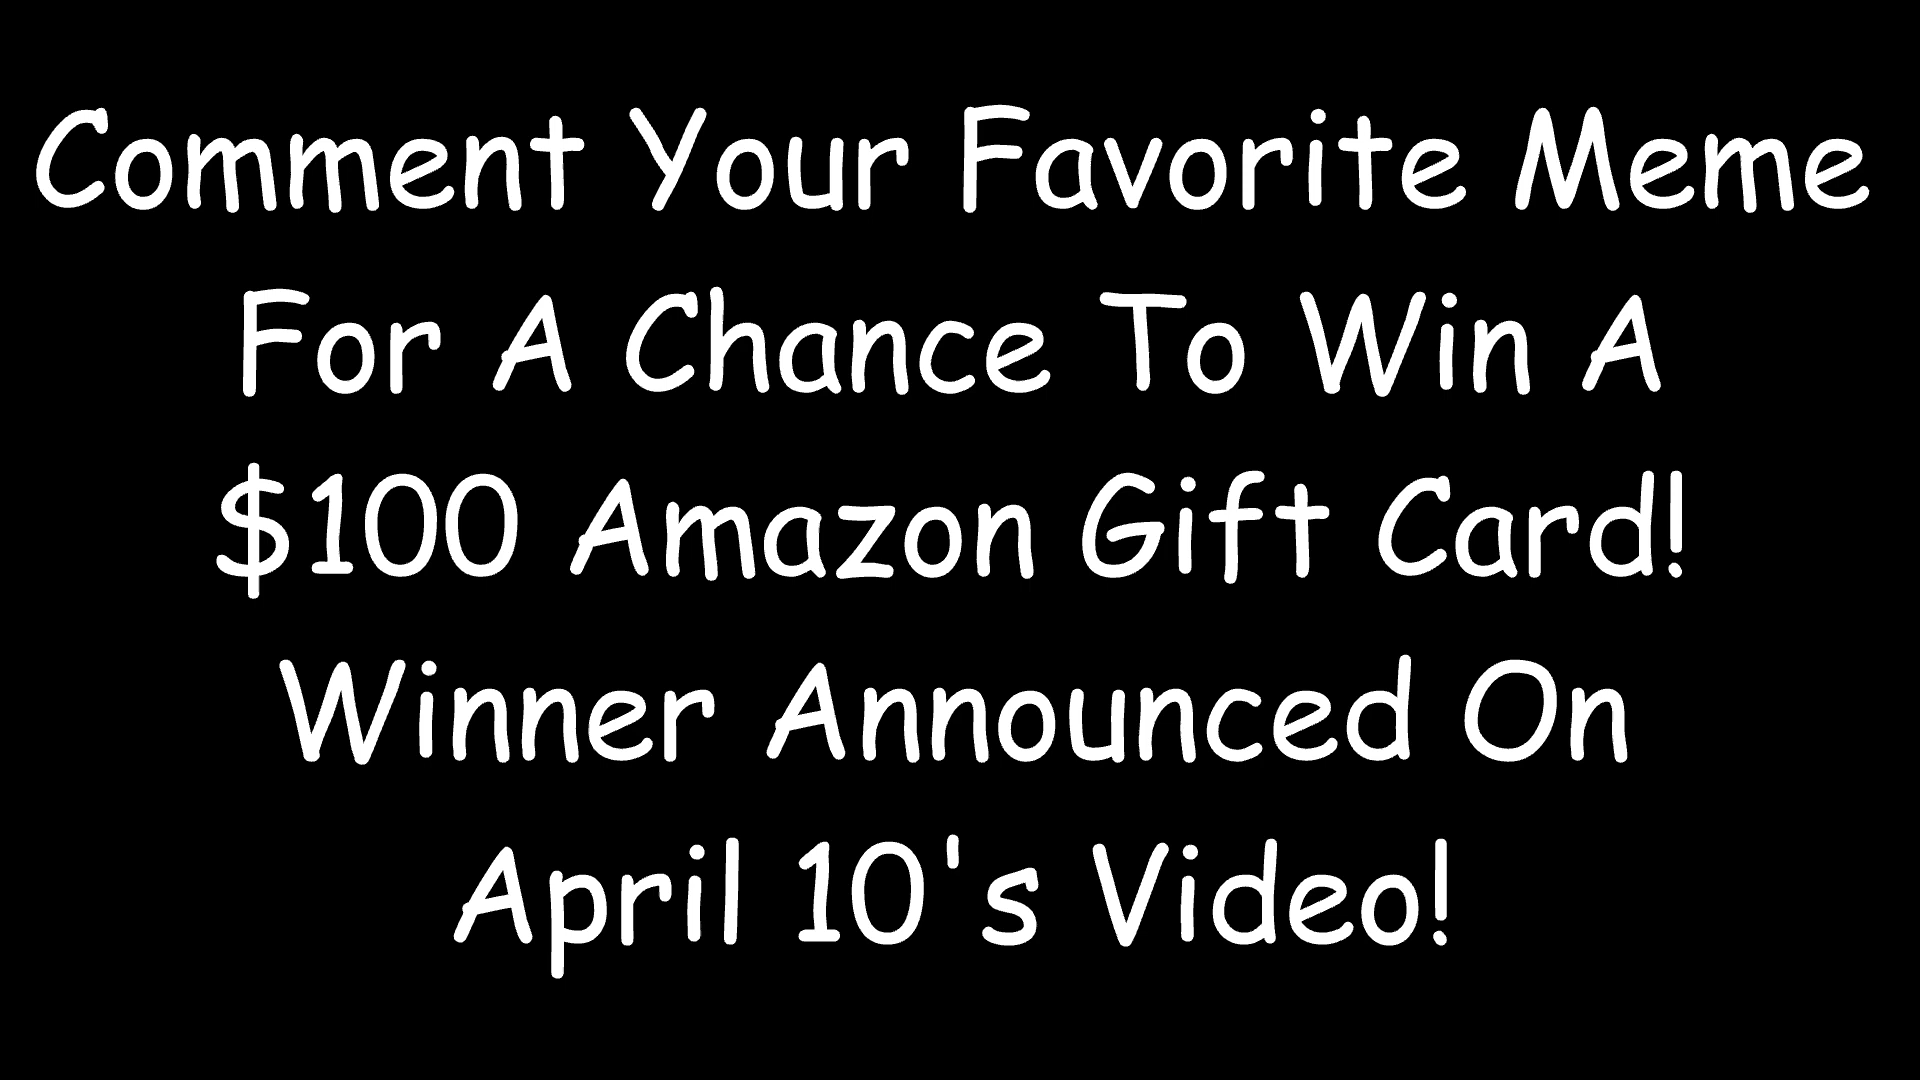 Comment Your Favorite Meme
For A Chance To Win A
$100 Amazon Gift Card!
Winner Announced On
April 10's Video!